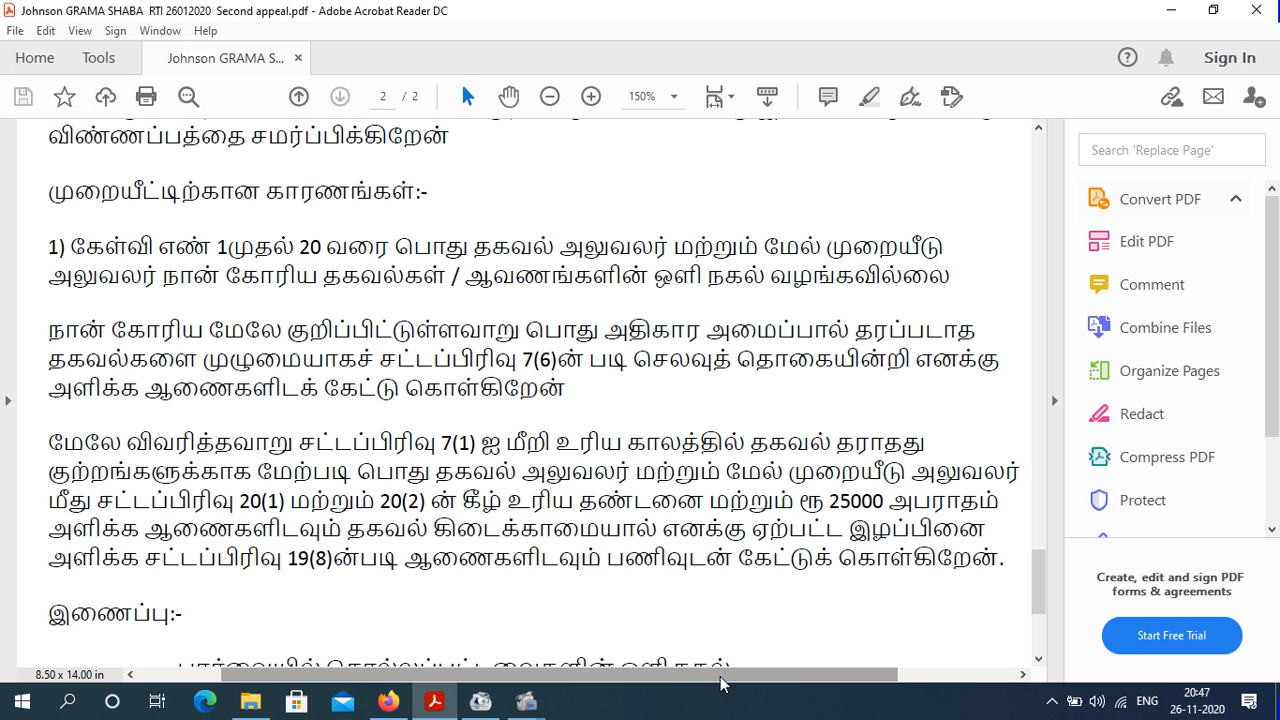 Johnson GRAMA SHABA RTI 26012020 Second appeal.pdf - Adobe Acrobat Reader DC
File Edit View Sign Window Help
Home Tools Johnson GRAMA S... × Sign In
2 / 2 150%
விண்ணப்பத்தை சமர்ப்பிக்கிறேன்
முறையீட்டிற்கான காரணங்கள்:-
1) கேள்வி எண் 1முதல் 20 வரை பொது தகவல் அலுவலர் மற்றும் மேல் முறையீடு
அலுவலர் நான் கோரிய தகவல்கள் / ஆவணங்களின் ஒளி நகல் வழங்கவில்லை
நான் கோரிய மேலே குறிப்பிட்டுள்ளவாறு பொது அதிகார அமைப்பால் தரப்படாத
தகவல்களை முழுமையாகச் சட்டப்பிரிவு 7(6)ன் படி செலவுத் தொகையின்றி எனக்கு
அளிக்க ஆணைகளிடக் கேட்டு கொள்கிறேன்
மேலே விவரித்தவாறு சட்டப்பிரிவு 7(1) ஐ மீறி உரிய காலத்தில் தகவல் தராதது
குற்றங்களுக்காக மேற்படி பொது தகவல் அலுவலர் மற்றும் மேல் முறையீடு அலுவலர்
மீது சட்டப்பிரிவு 20(1) மற்றும் 20(2) ன் கீழ் உரிய தண்டனை மற்றும் ரூ 25000 அபராதம்
அளிக்க ஆணைகளிடவும் தகவல் கிடைக்காமையால் எனக்கு ஏற்பட்ட இழப்பினை
அளிக்க சட்டப்பிரிவு 19(8)ன்படி ஆணைகளிடவும் பணிவுடன் கேட்டுக் கொள்கிறேன்.
இணைப்பு:-
8.50 x 14.00 in
Search 'Replace Page'
Convert PDF
Edit PDF
Comment
Combine Files
Organize Pages
Redact
Compress PDF
Protect
Create, edit and sign PDF
forms & agreements
Start Free Trial
ENG
20:47
26-11-2020